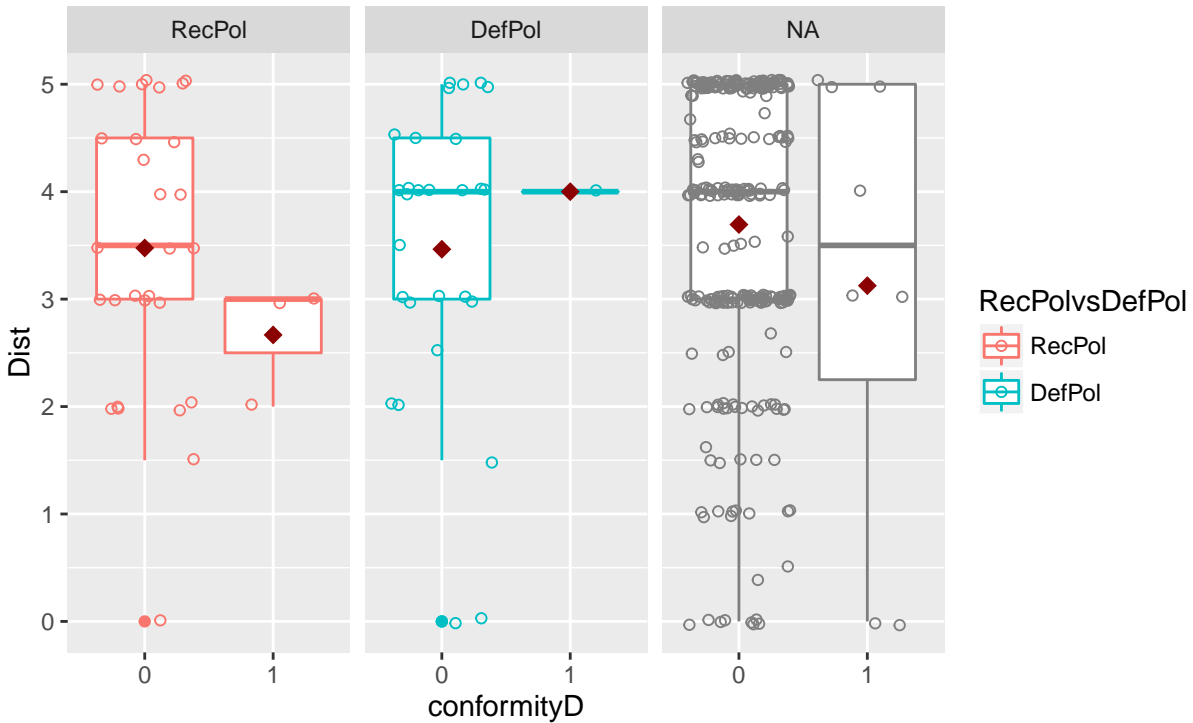 RecPol DefPol NA
5
4
3
2
1
0
Dist
0 1 0 1 0 1
conformityD
RecPolvsDefPol
RecPol
DefPol